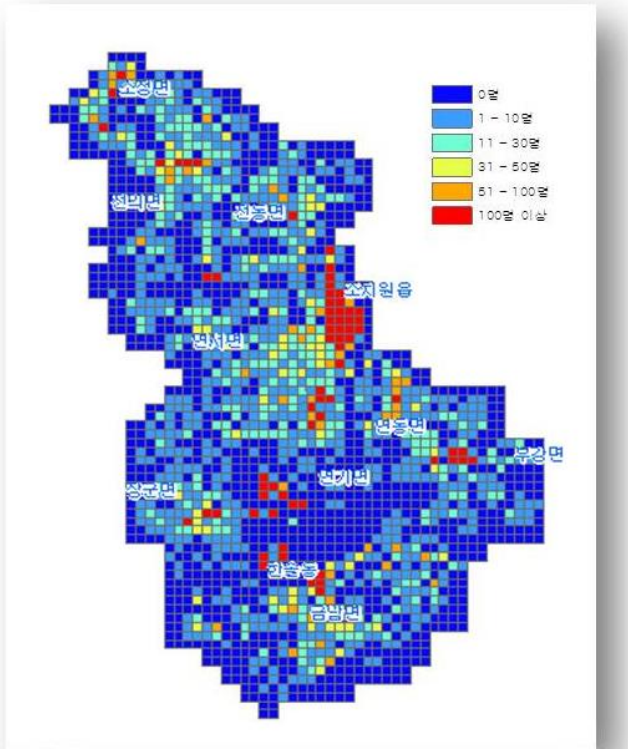 소정면
0명
1 - 10명
11 - 30명
31 - 50명
51 - 100명
100명 이상
전의면
전동면
조치원읍
연서면
연동면
부강면
연기면
장군면
한솔동
금남면